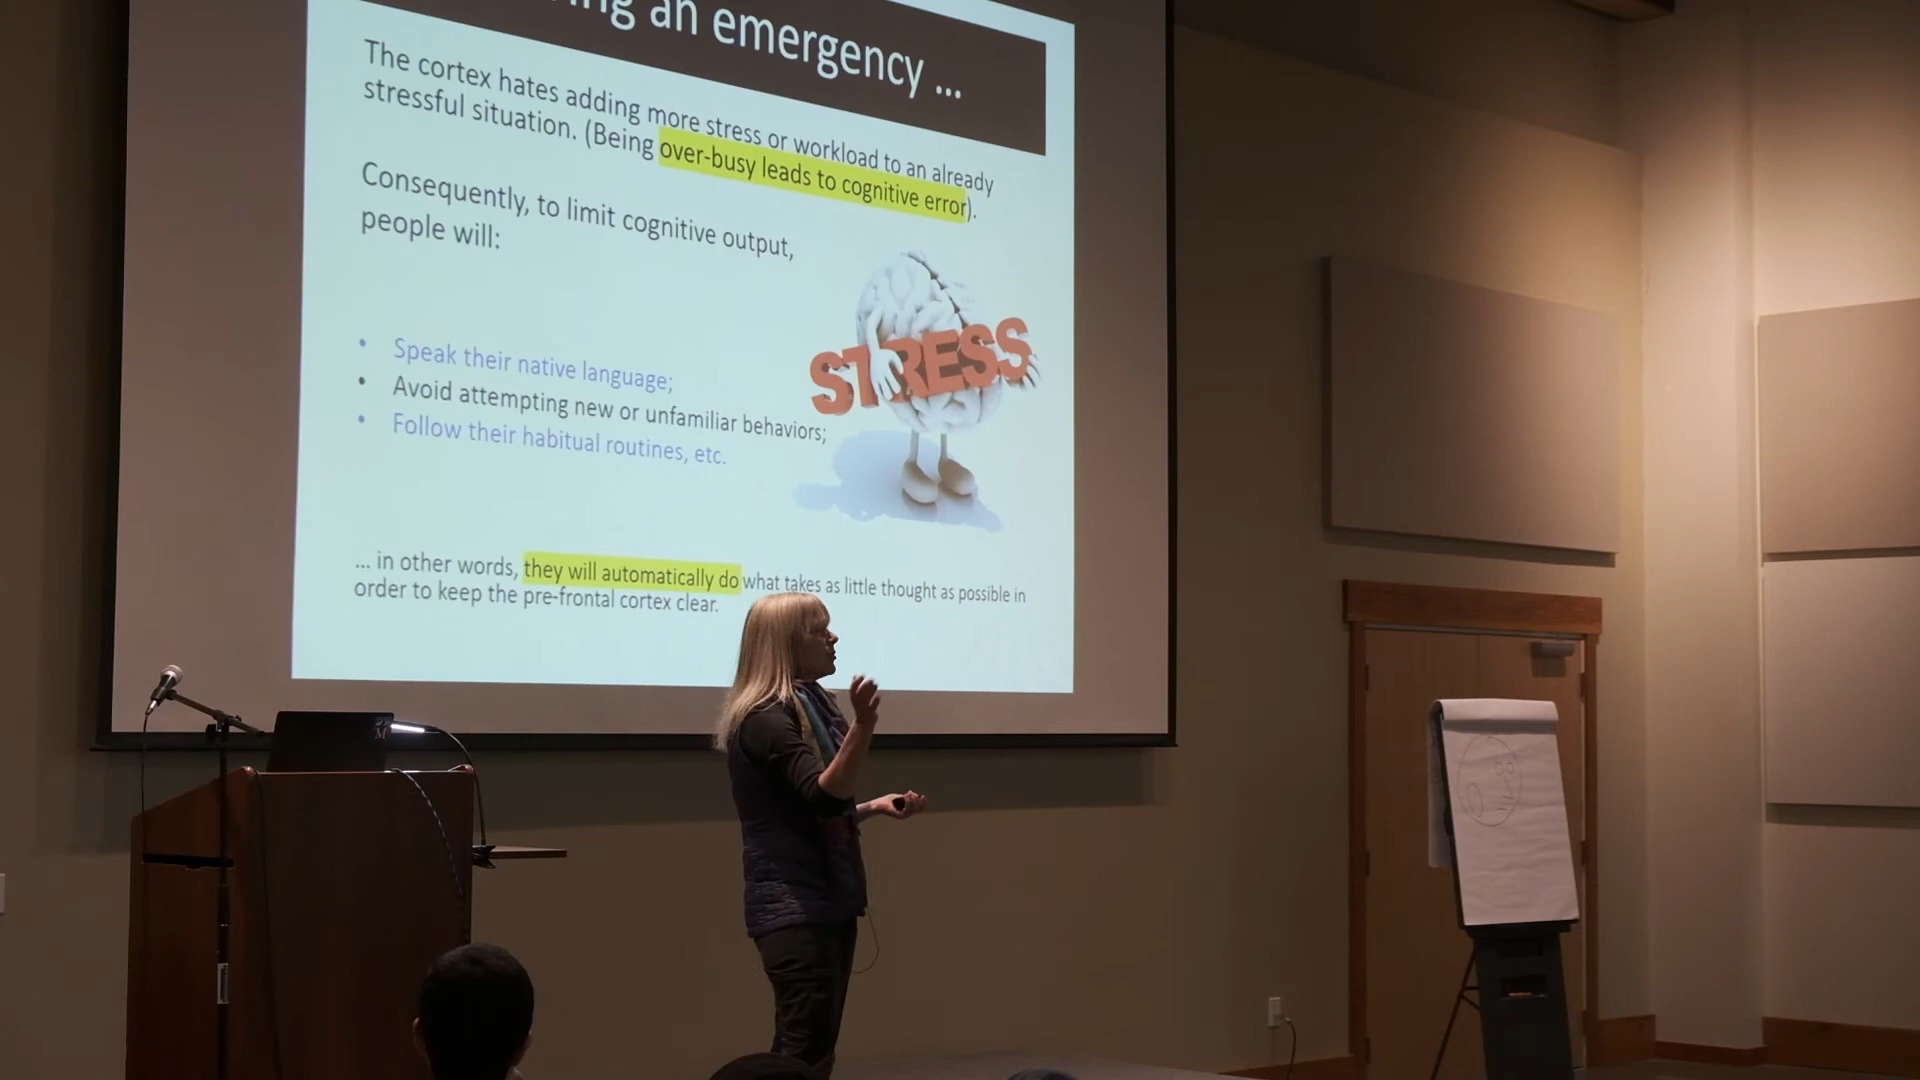 an emergency ...
The cortex hates adding more stress or workload to an already
stressful situation. (Being over-busy leads to cognitive error).
Consequently, to limit cognitive output,
people will:
• Speak their native language;
• Avoid attempting new or unfamiliar behaviors;
• Follow their habitual routines, etc.
STRESS
... in other words, they will automatically do what takes as little thought as possible in
order to keep the pre-frontal cortex clear.